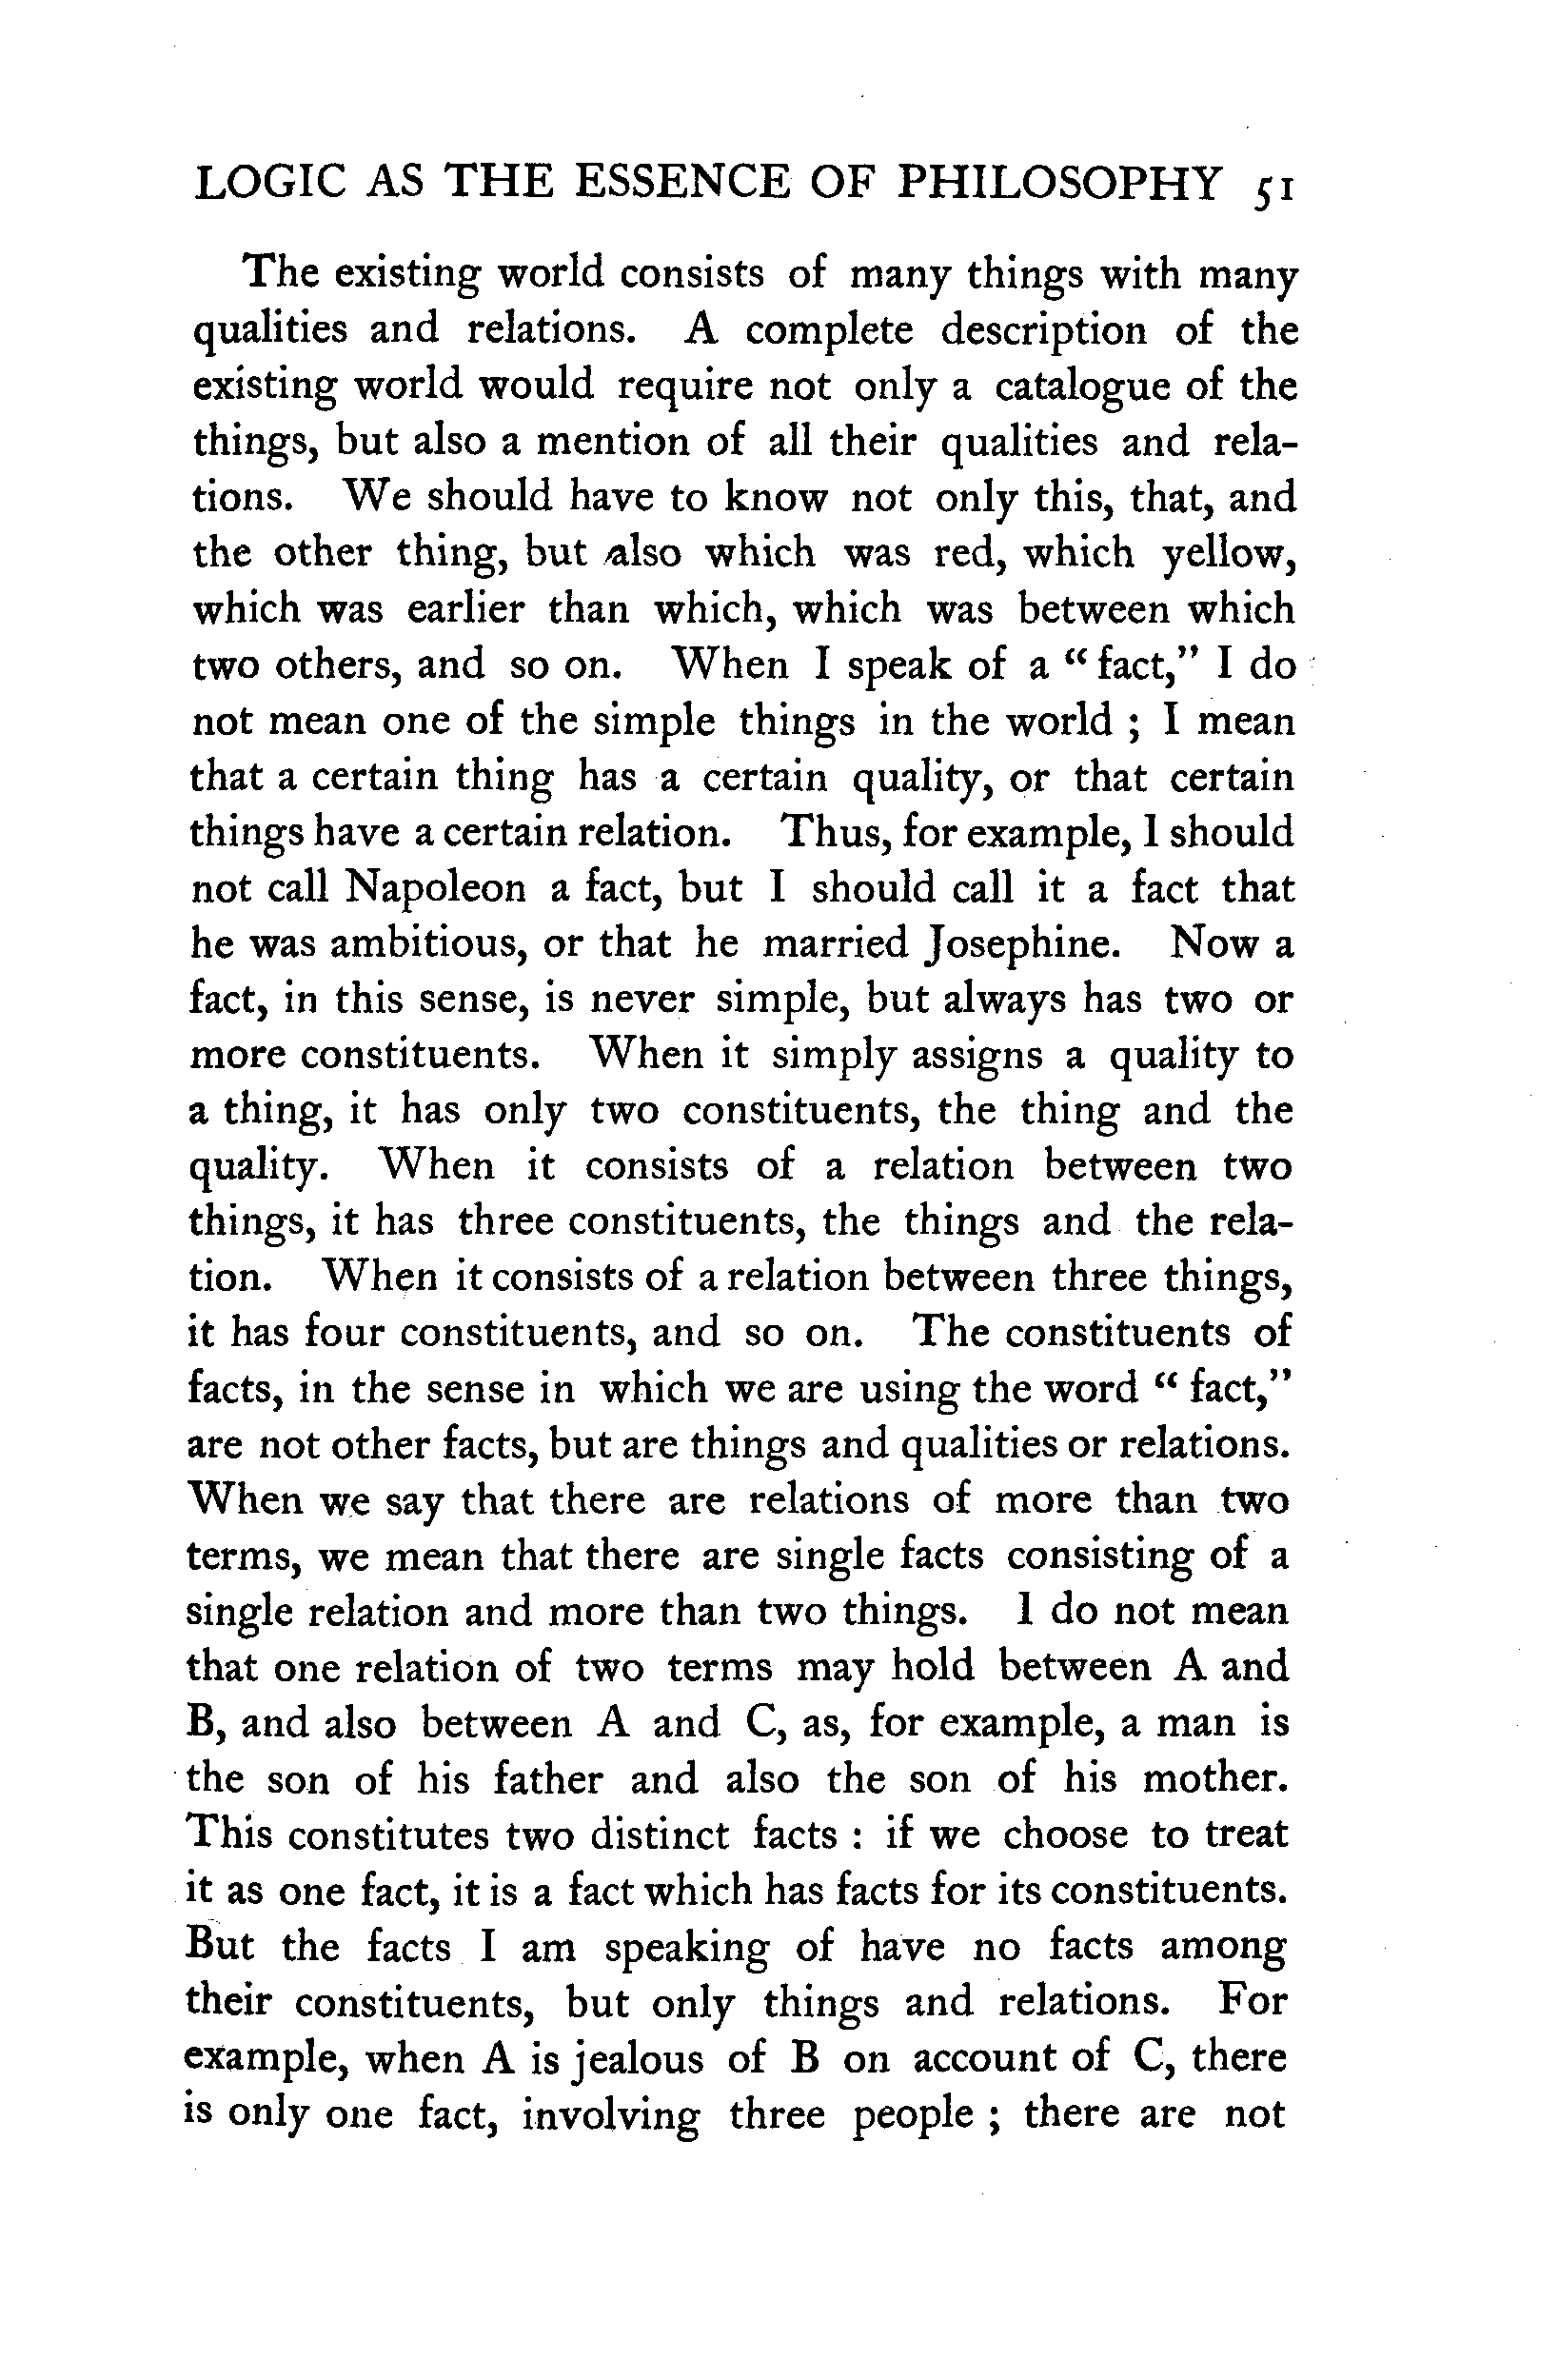 LOGIC AS THE ESSENCE OF PHILOSOPHY 51
The existing world consists of many things with many
qualities and relations. A complete description of the
existing world would require not only a catalogue of the
things, but also a mention of all their qualities and rela-
tions. We should have to know not only this, that, and
the other thing, but also which was red, which yellow,
which was earlier than which, which was between which
two others, and so on. When I speak of a “ fact,” I do
not mean one of the simple things in the world ; I mean
that a certain thing has a certain quality, or that certain
things have a certain relation. Thus, for example, I should
not call Napoleon a fact, but I should call it a fact that
he was ambitious, or that he married Josephine. Now a
fact, in this sense, is never simple, but always has two or
more constituents. When it simply assigns a quality to
a thing, it has only two constituents, the thing and the
quality. When it consists of a relation between two
things, it has three constituents, the things and the rela-
tion. When it consists of a relation between three things,
it has four constituents, and so on. The constituents of
facts, in the sense in which we are using the word “ fact,”
are not other facts, but are things and qualities or relations.
When we say that there are relations of more than two
terms, we mean that there are single facts consisting of a
single relation and more than two things. I do not mean
that one relation of two terms may hold between A and
B, and also between A and C, as, for example, a man is
the son of his father and also the son of his mother.
This constitutes two distinct facts : if we choose to treat
it as one fact, it is a fact which has facts for its constituents.
But the facts I am speaking of have no facts among
their constituents, but only things and relations. For
example, when A is jealous of B on account of C, there
is only one fact, involving three people ; there are not